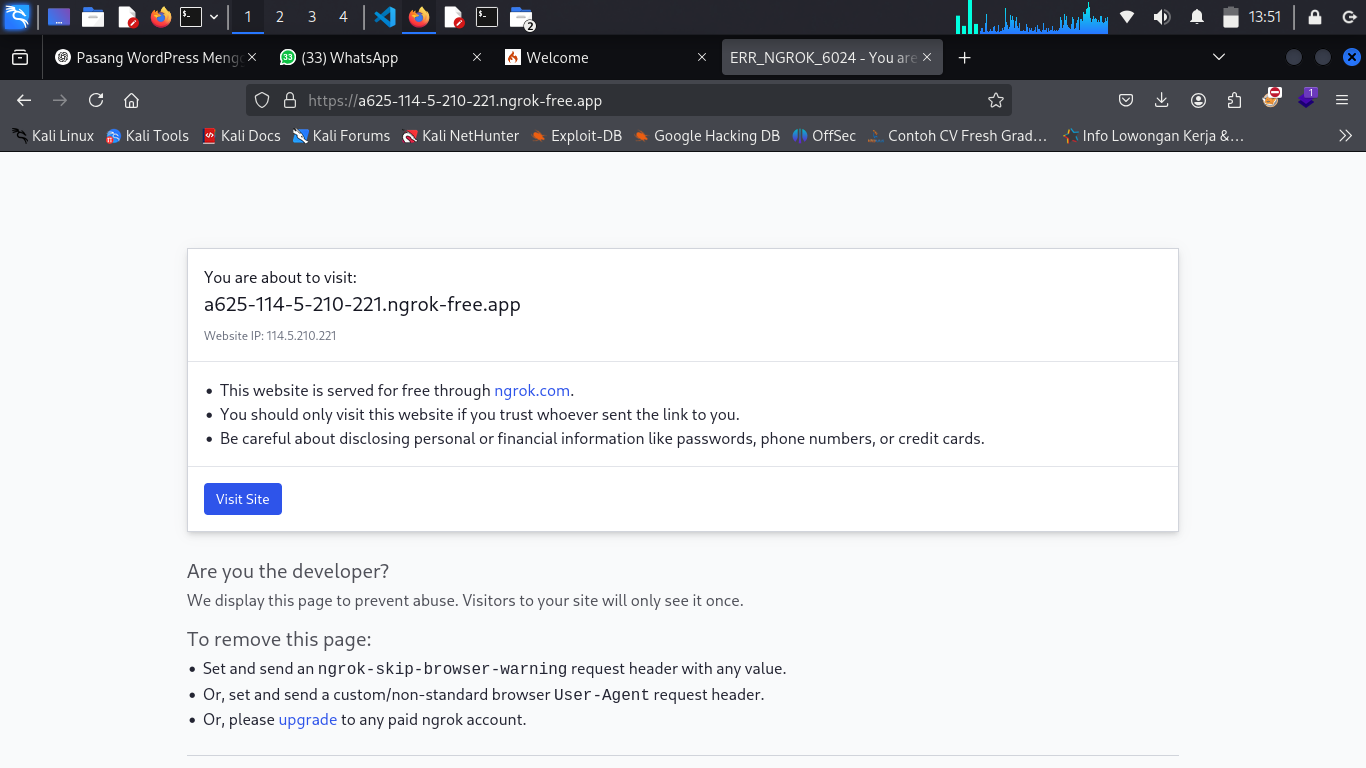 1 2 3 4 2 13:51
Pasang WordPress Mengg
33 (33) WhatsApp
Welcome
ERR_NGROK_6024 - You are
https://a625-114-5-210-221.ngrok-free.app
1
Kali Linux Kali Tools Kali Docs Kali Forums Kali NetHunter Exploit-DB Google Hacking DB OffSec Contoh CV Fresh Grad… Info Lowongan Kerja &…
You are about to visit:
a625-114-5-210-221.ngrok-free.app
Website IP: 114.5.210.221
• This website is served for free through ngrok.com.
• You should only visit this website if you trust whoever sent the link to you.
• Be careful about disclosing personal or financial information like passwords, phone numbers, or credit cards.
Visit Site
Are you the developer?
We display this page to prevent abuse. Visitors to your site will only see it once.
To remove this page:
• Set and send an ngrok-skip-browser-warning request header with any value.
• Or, set and send a custom/non-standard browser User-Agent request header.
• Or, please upgrade to any paid ngrok account.